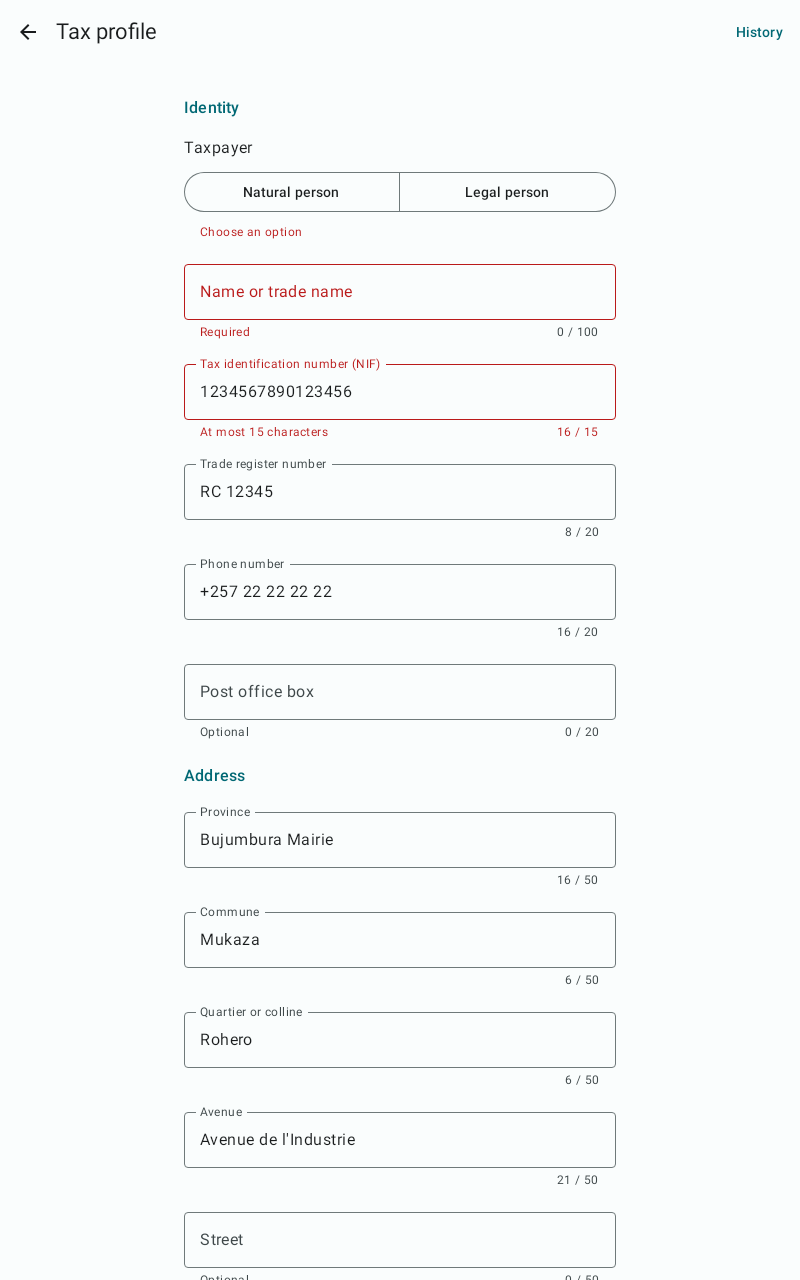 Tax profile
History
Identity
Taxpayer
Natural person
Legal person
Choose an option
Name or trade name
Required
0 / 100
Tax identification number (NIF)
1234567890123456
At most 15 characters
16 / 15
Trade register number
RC 12345
8 / 20
Phone number
+257 22 22 22 22
16 / 20
Post office box
Optional
0 / 20
Address
Province
Bujumbura Mairie
16 / 50
Commune
Mukaza
6 / 50
Quartier or colline
Rohero
6 / 50
Avenue
Avenue de l'Industrie
21 / 50
Street
Optional
0 / 50